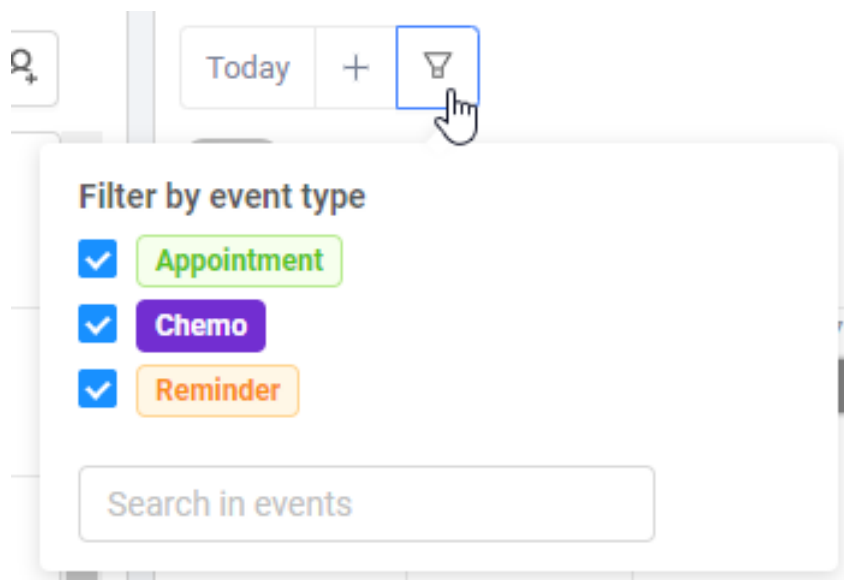 Today
Filter by event type
Appointment
Chemo
Reminder
Search in events